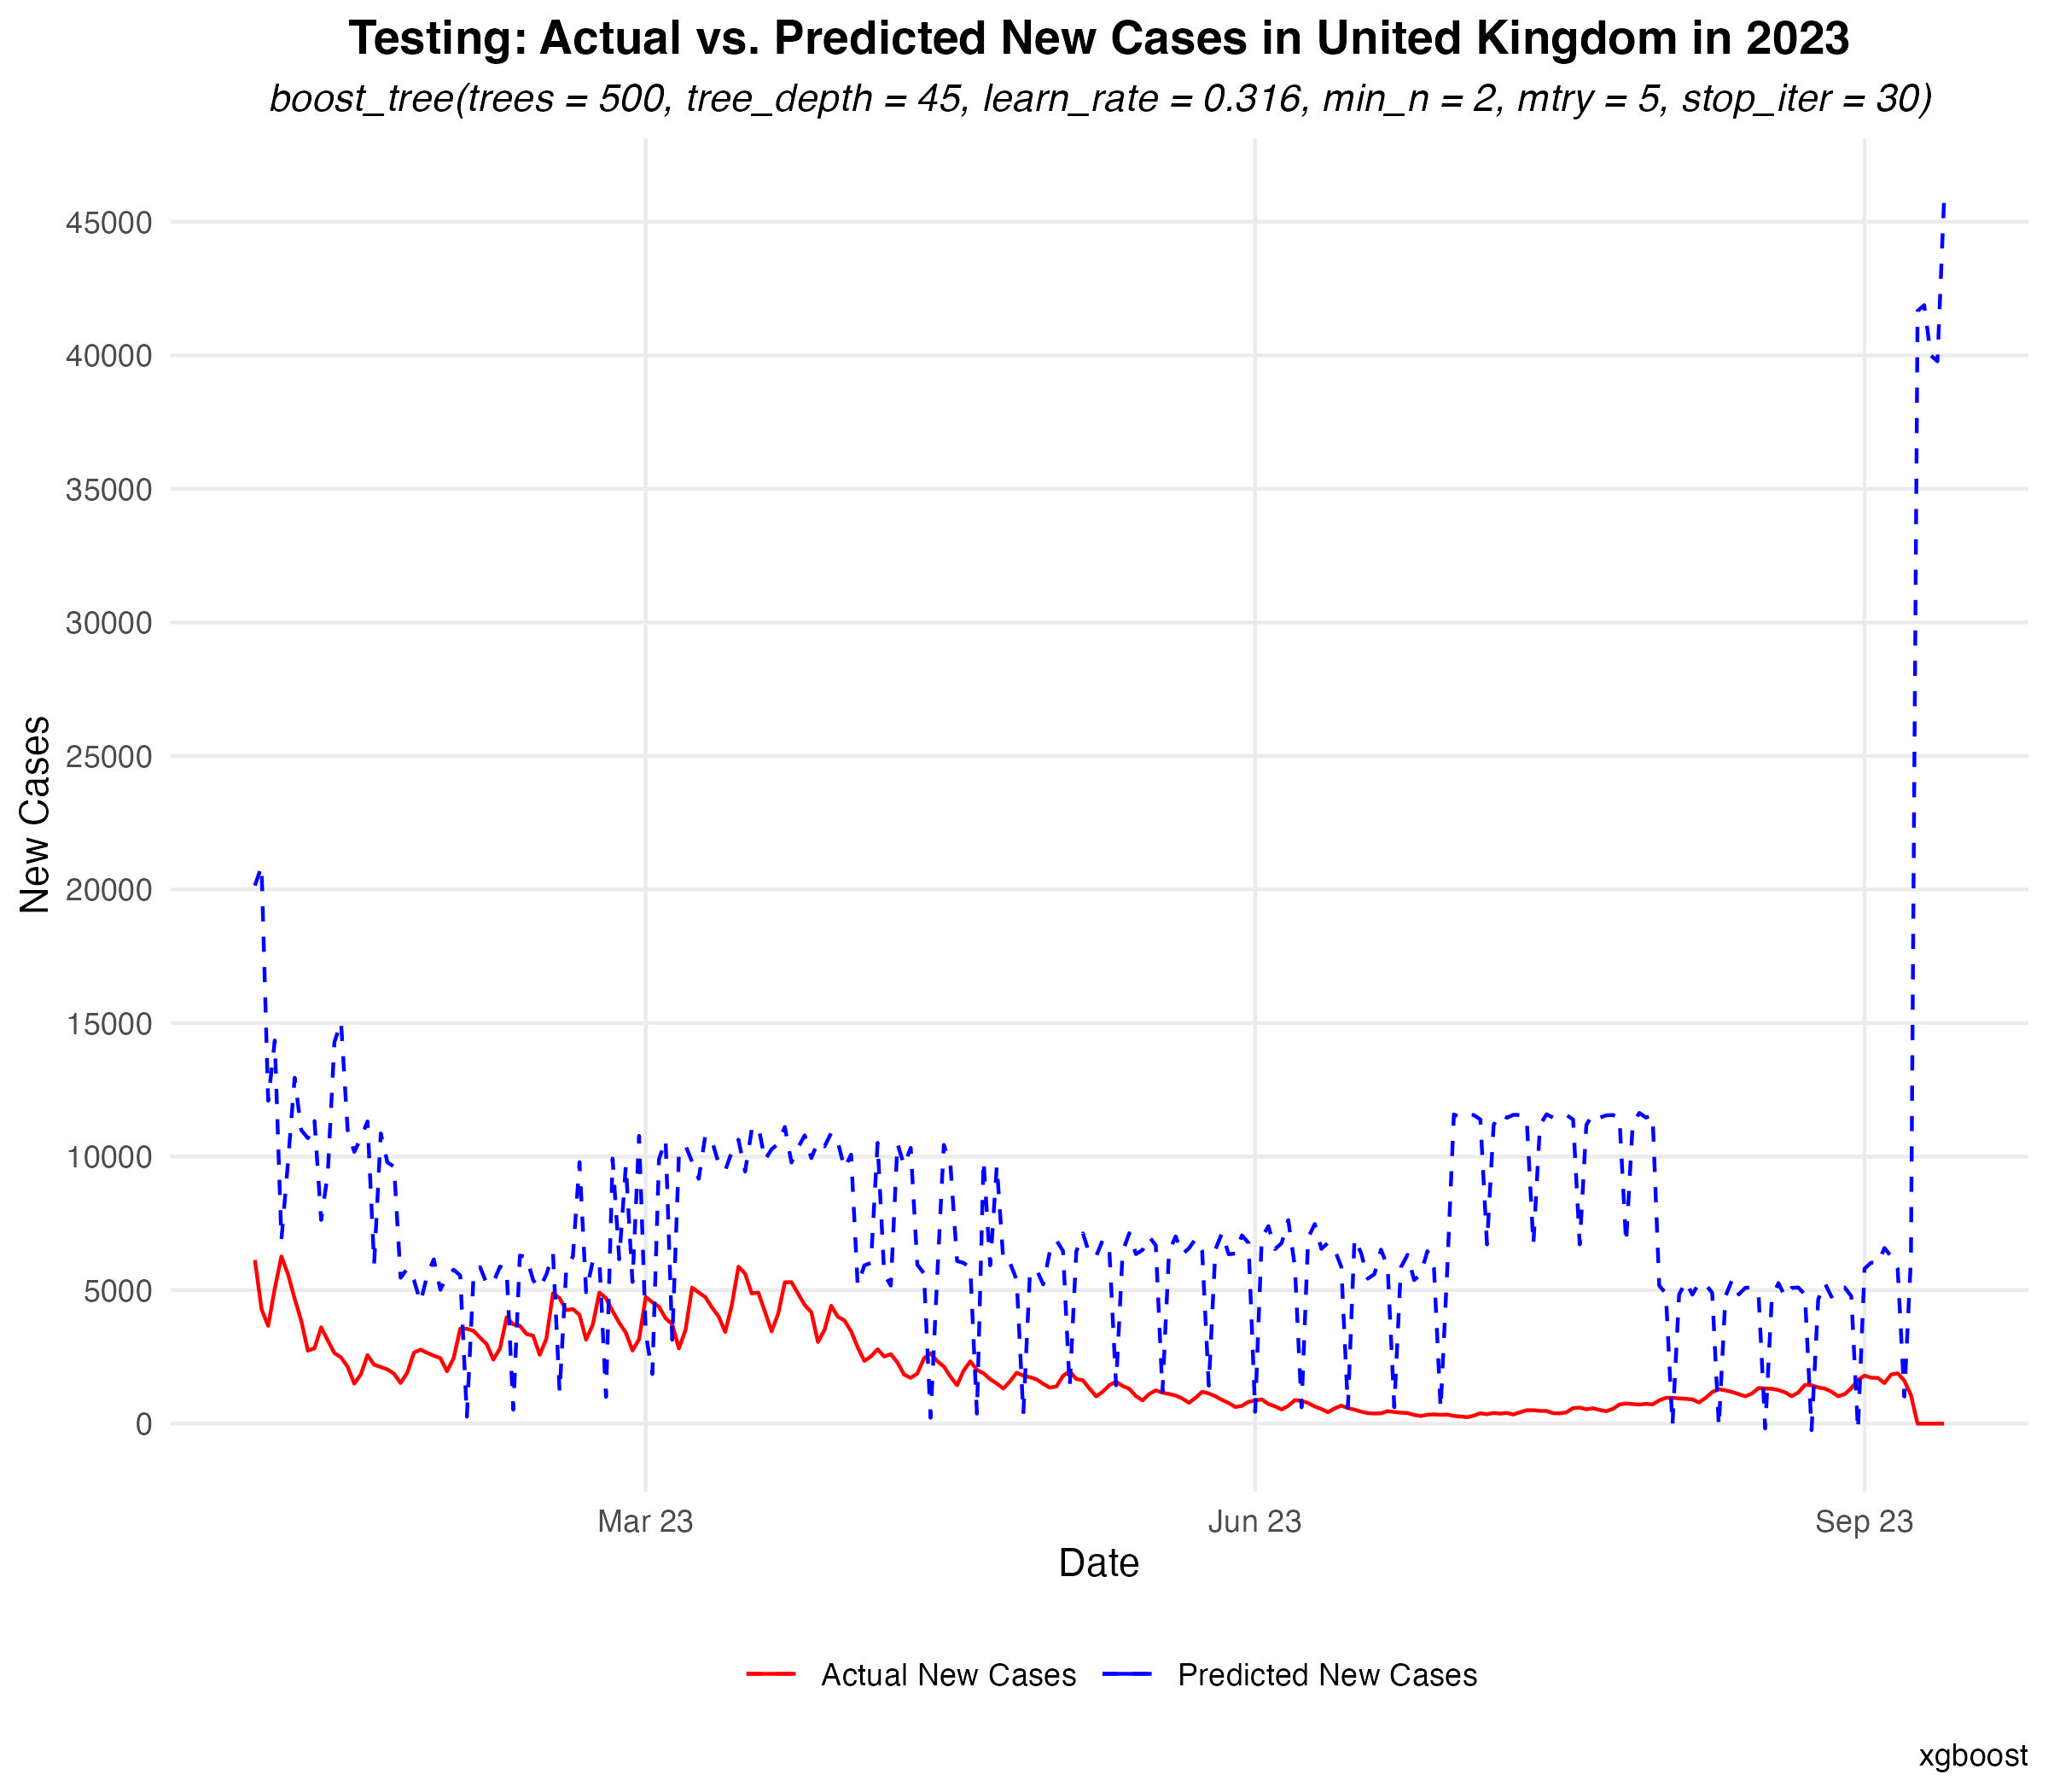 Testing: Actual vs. Predicted New Cases in United Kingdom in 2023
boost_tree(trees = 500, tree_depth = 45, learn_rate = 0.316, min_n = 2, mtry = 5, stop_iter = 30)
New Cases
45000
40000
35000
30000
25000
20000
15000
10000
5000
0
Mar 23 Jun 23 Sep 23
Date
Actual New Cases Predicted New Cases
xgboost